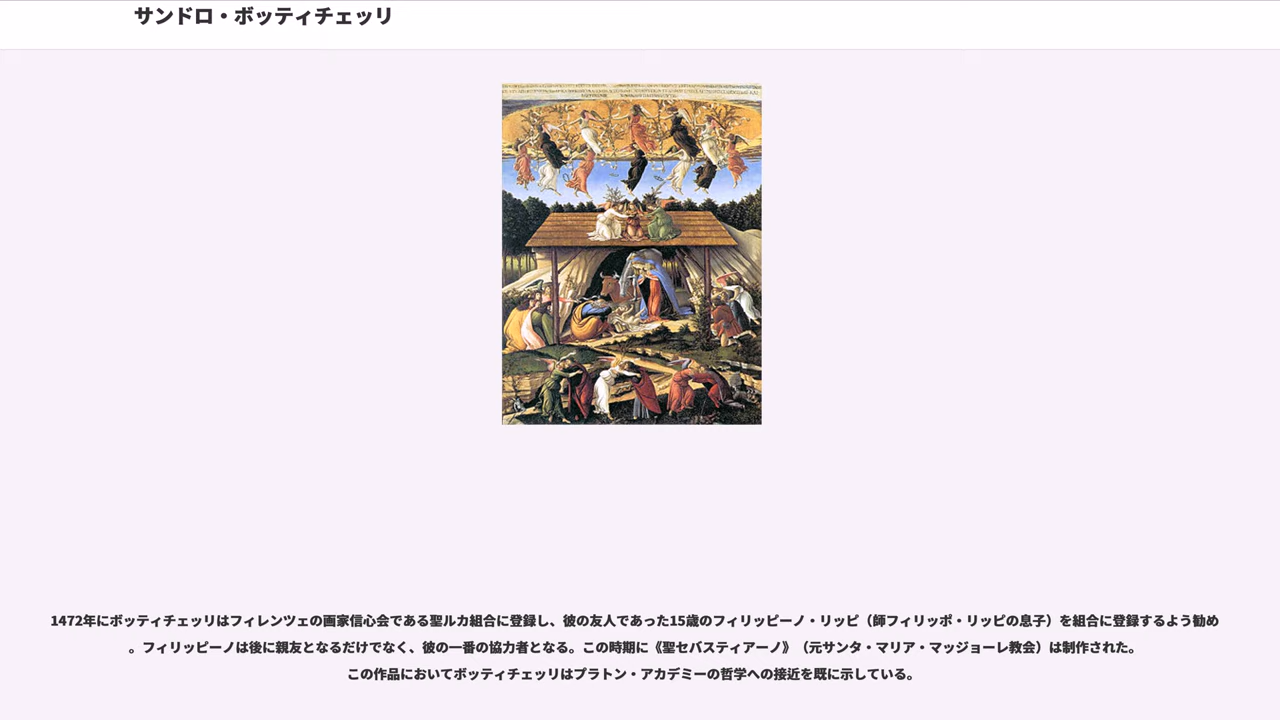 サンドロ・ボッティチェッリ
1472年にボッティチェッリはフィレンツェの画家信心会である聖ルカ組合に登録し、彼の友人であった15歳のフィリッピーノ・リッピ（師フィリッポ・リッピの息子）を組合に登録するよう勧め
。フィリッピーノは後に親友となるだけでなく、彼の一番の協力者となる。この時期に《聖セバスティアーノ》（元サンタ・マリア・マッジョーレ教会）は制作された。
この作品においてボッティチェッリはプラトン・アカデミーの哲学への接近を既に示している。